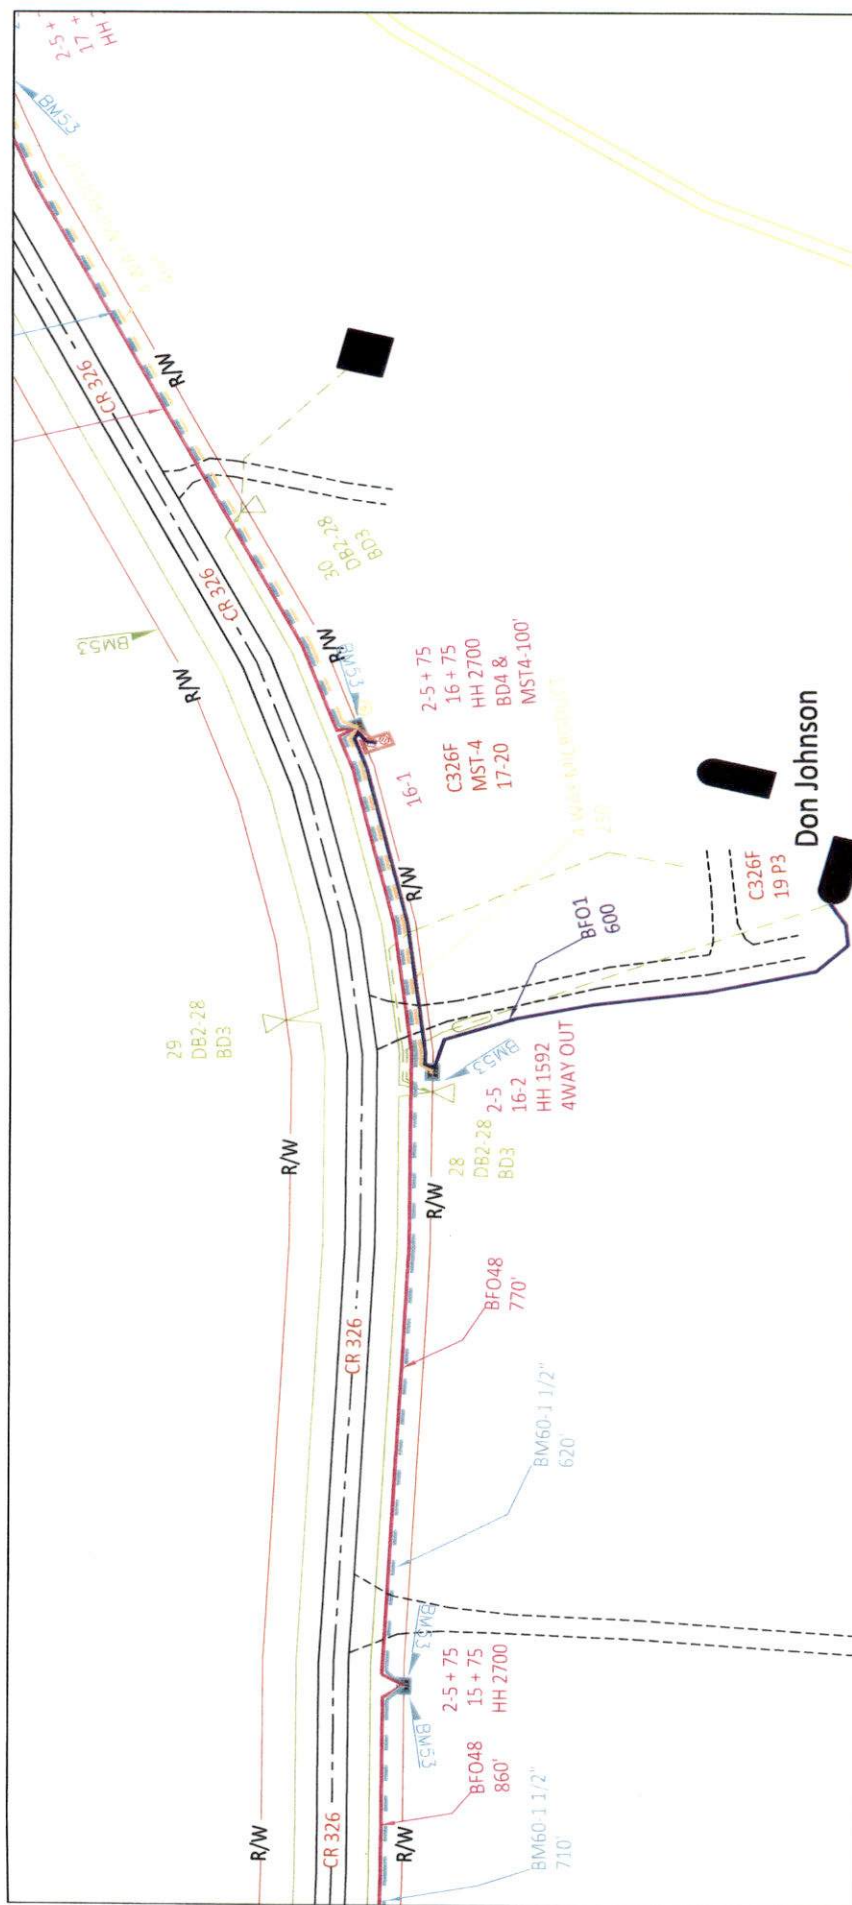 2-5 +
17 +
HH
BM53
CR 326
R/W
BM53
R/W
CR 326
30
DB2-28
BD3
R/W
BM53
2-5 + 75
16 + 75
HH 2700
BD4 &
MST4-100'
16-1
C326F
MST-4
17-20
4 WAY MICRODUCT
R/W
Don Johnson
C326F
19 P3
BFO1
600
29
DB2-28
BD3
BM53
2-5
16-2
HH 1592
4WAY OUT
28
DB2-28
BD3
R/W
R/W
BFO48
770'
CR 326
BM60-1 1/2"
620'
BM53
2-5 + 75
15 + 75
HH 2700
BM53
BFO48
860'
BM60-1 1/2"
710'
R/W
CR 326
R/W